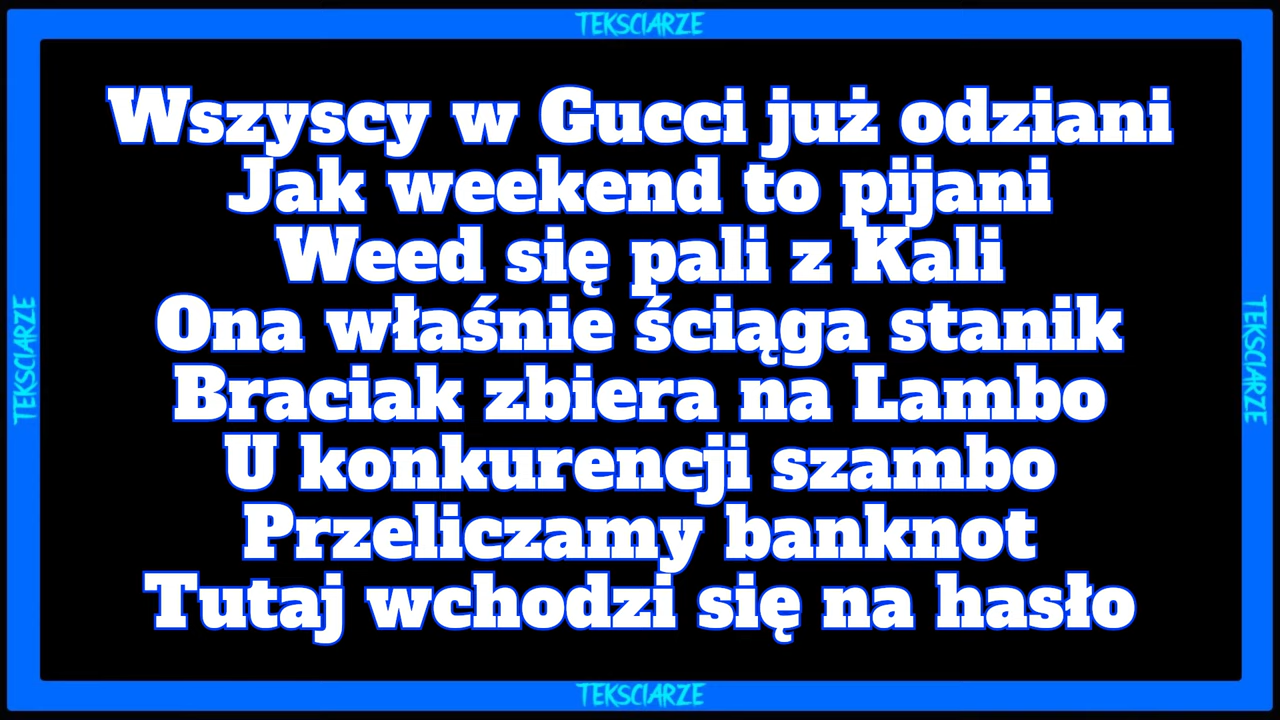 TEKSCIARZE
Wszyscy w Gucci już odziani
Jak weekend to pijani
Weed się pali z Kali
Ona właśnie ściąga stanik
Braciak zbiera na Lambo
U konkurencji szambo
Przeliczamy banknot
Tutaj wchodzi się na hasło
TEKSCIARZE
TEKSCIARZE
TEKSCIARZE